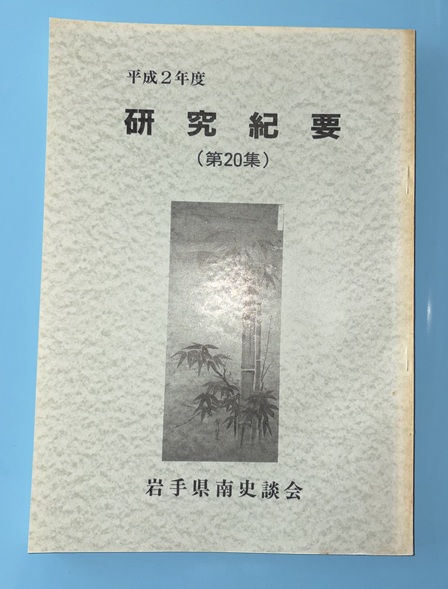 平成2年度
研究紀要
(第20集)
岩手県南史談会